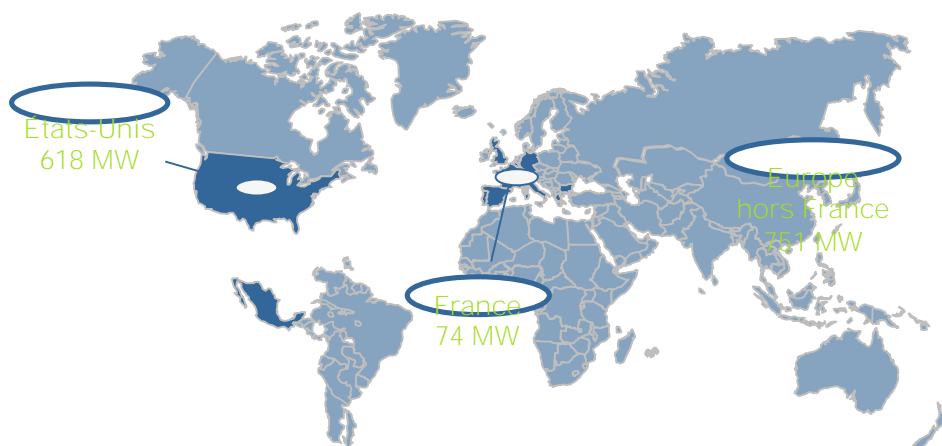 États-Unis
618 MW
Europe
hors France
751 MW
France
74 MW